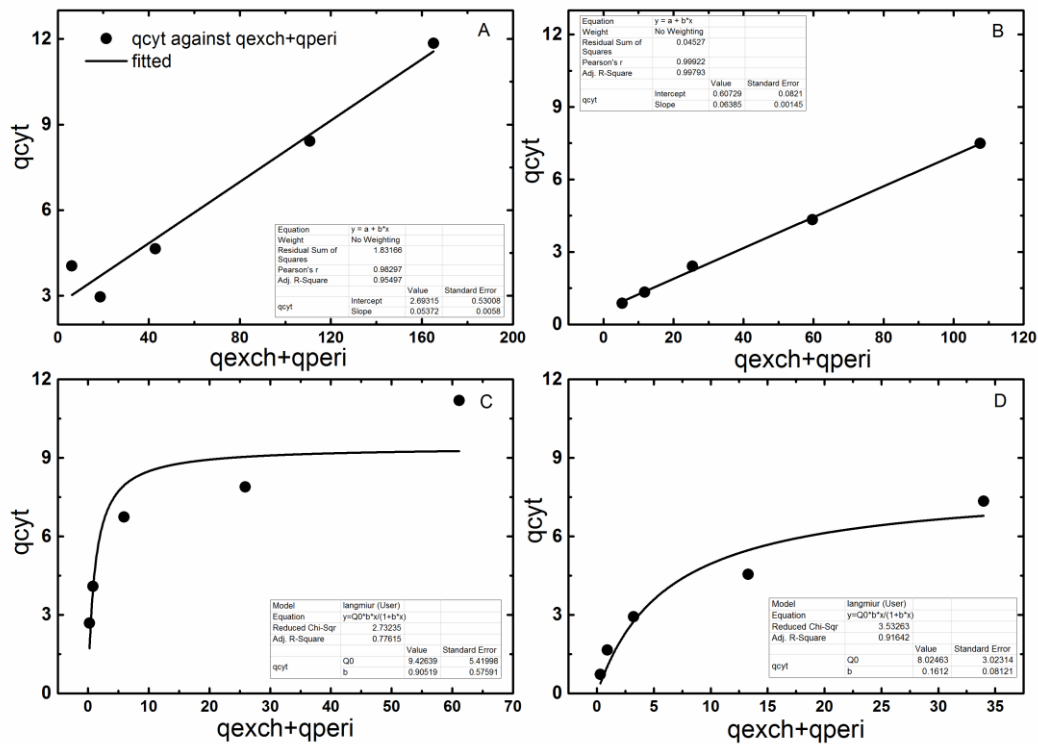 A
qcyt against qexch+qperi
fitted
12
9
6
3
qcyt
Equation y = a + b*x
Weight No Weighting
Residual Sum of Squares 1.83166
Pearson's r 0.98297
Adj. R-Square 0.95497
Value Standard Error
qcyt Intercept 2.69315 0.53008
Slope 0.05372 0.0058
0 40 80 120 160 200
qexch+qperi
B
Equation y = a + b*x
Weight No Weighting
Residual Sum of Squares 0.04527
Pearson's r 0.99922
Adj. R-Square 0.99793
Value Standard Error
qcyt Intercept 0.60729 0.0821
Slope 0.06385 0.00145
12
9
6
3
0
qcyt
0 20 40 60 80 100 120
qexch+qperi
C
12
9
6
3
0
qcyt
Model langmiur (User)
Equation y=Q0*b*x/(1+b*x)
Reduced Chi-Sqr 2.73235
Adj. R-Square 0.77615
Value Standard Error
qcyt Q0 9.42639 5.41998
b 0.90519 0.57591
0 10 20 30 40 50 60 70
qexch+qperi
D
12
9
6
3
0
qcyt
Model langmiur (User)
Equation y=Q0*b*x/(1+b*x)
Reduced Chi-Sqr 3.53263
Adj. R-Square 0.91642
Value Standard Error
qcyt Q0 8.02463 3.02314
b 0.1612 0.08121
0 5 10 15 20 25 30 35
qexch+qperi